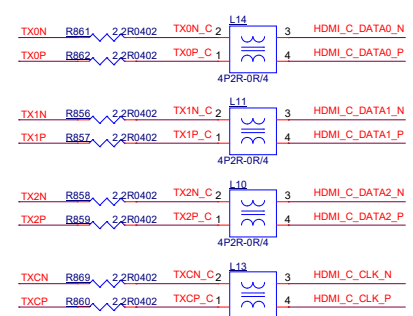 L14
TX0N R861 2.2R0402 TX0N_C 2 3 HDMI_C_DATA0_N
TX0P R862 2.2R0402 TX0P_C 1 4 HDMI_C_DATA0_P
4P2R-0R/4
L11
TX1N R856 2.2R0402 TX1N_C 2 3 HDMI_C_DATA1_N
TX1P R857 2.2R0402 TX1P_C 1 4 HDMI_C_DATA1_P
4P2R-0R/4
L10
TX2N R858 2.2R0402 TX2N_C 2 3 HDMI_C_DATA2_N
TX2P R859 2.2R0402 TX2P_C 1 4 HDMI_C_DATA2_P
4P2R-0R/4
L13
TXCN R869 2.2R0402 TXCN_C 2 3 HDMI_C_CLK_N
TXCP R860 2.2R0402 TXCP_C 1 4 HDMI_C_CLK_P